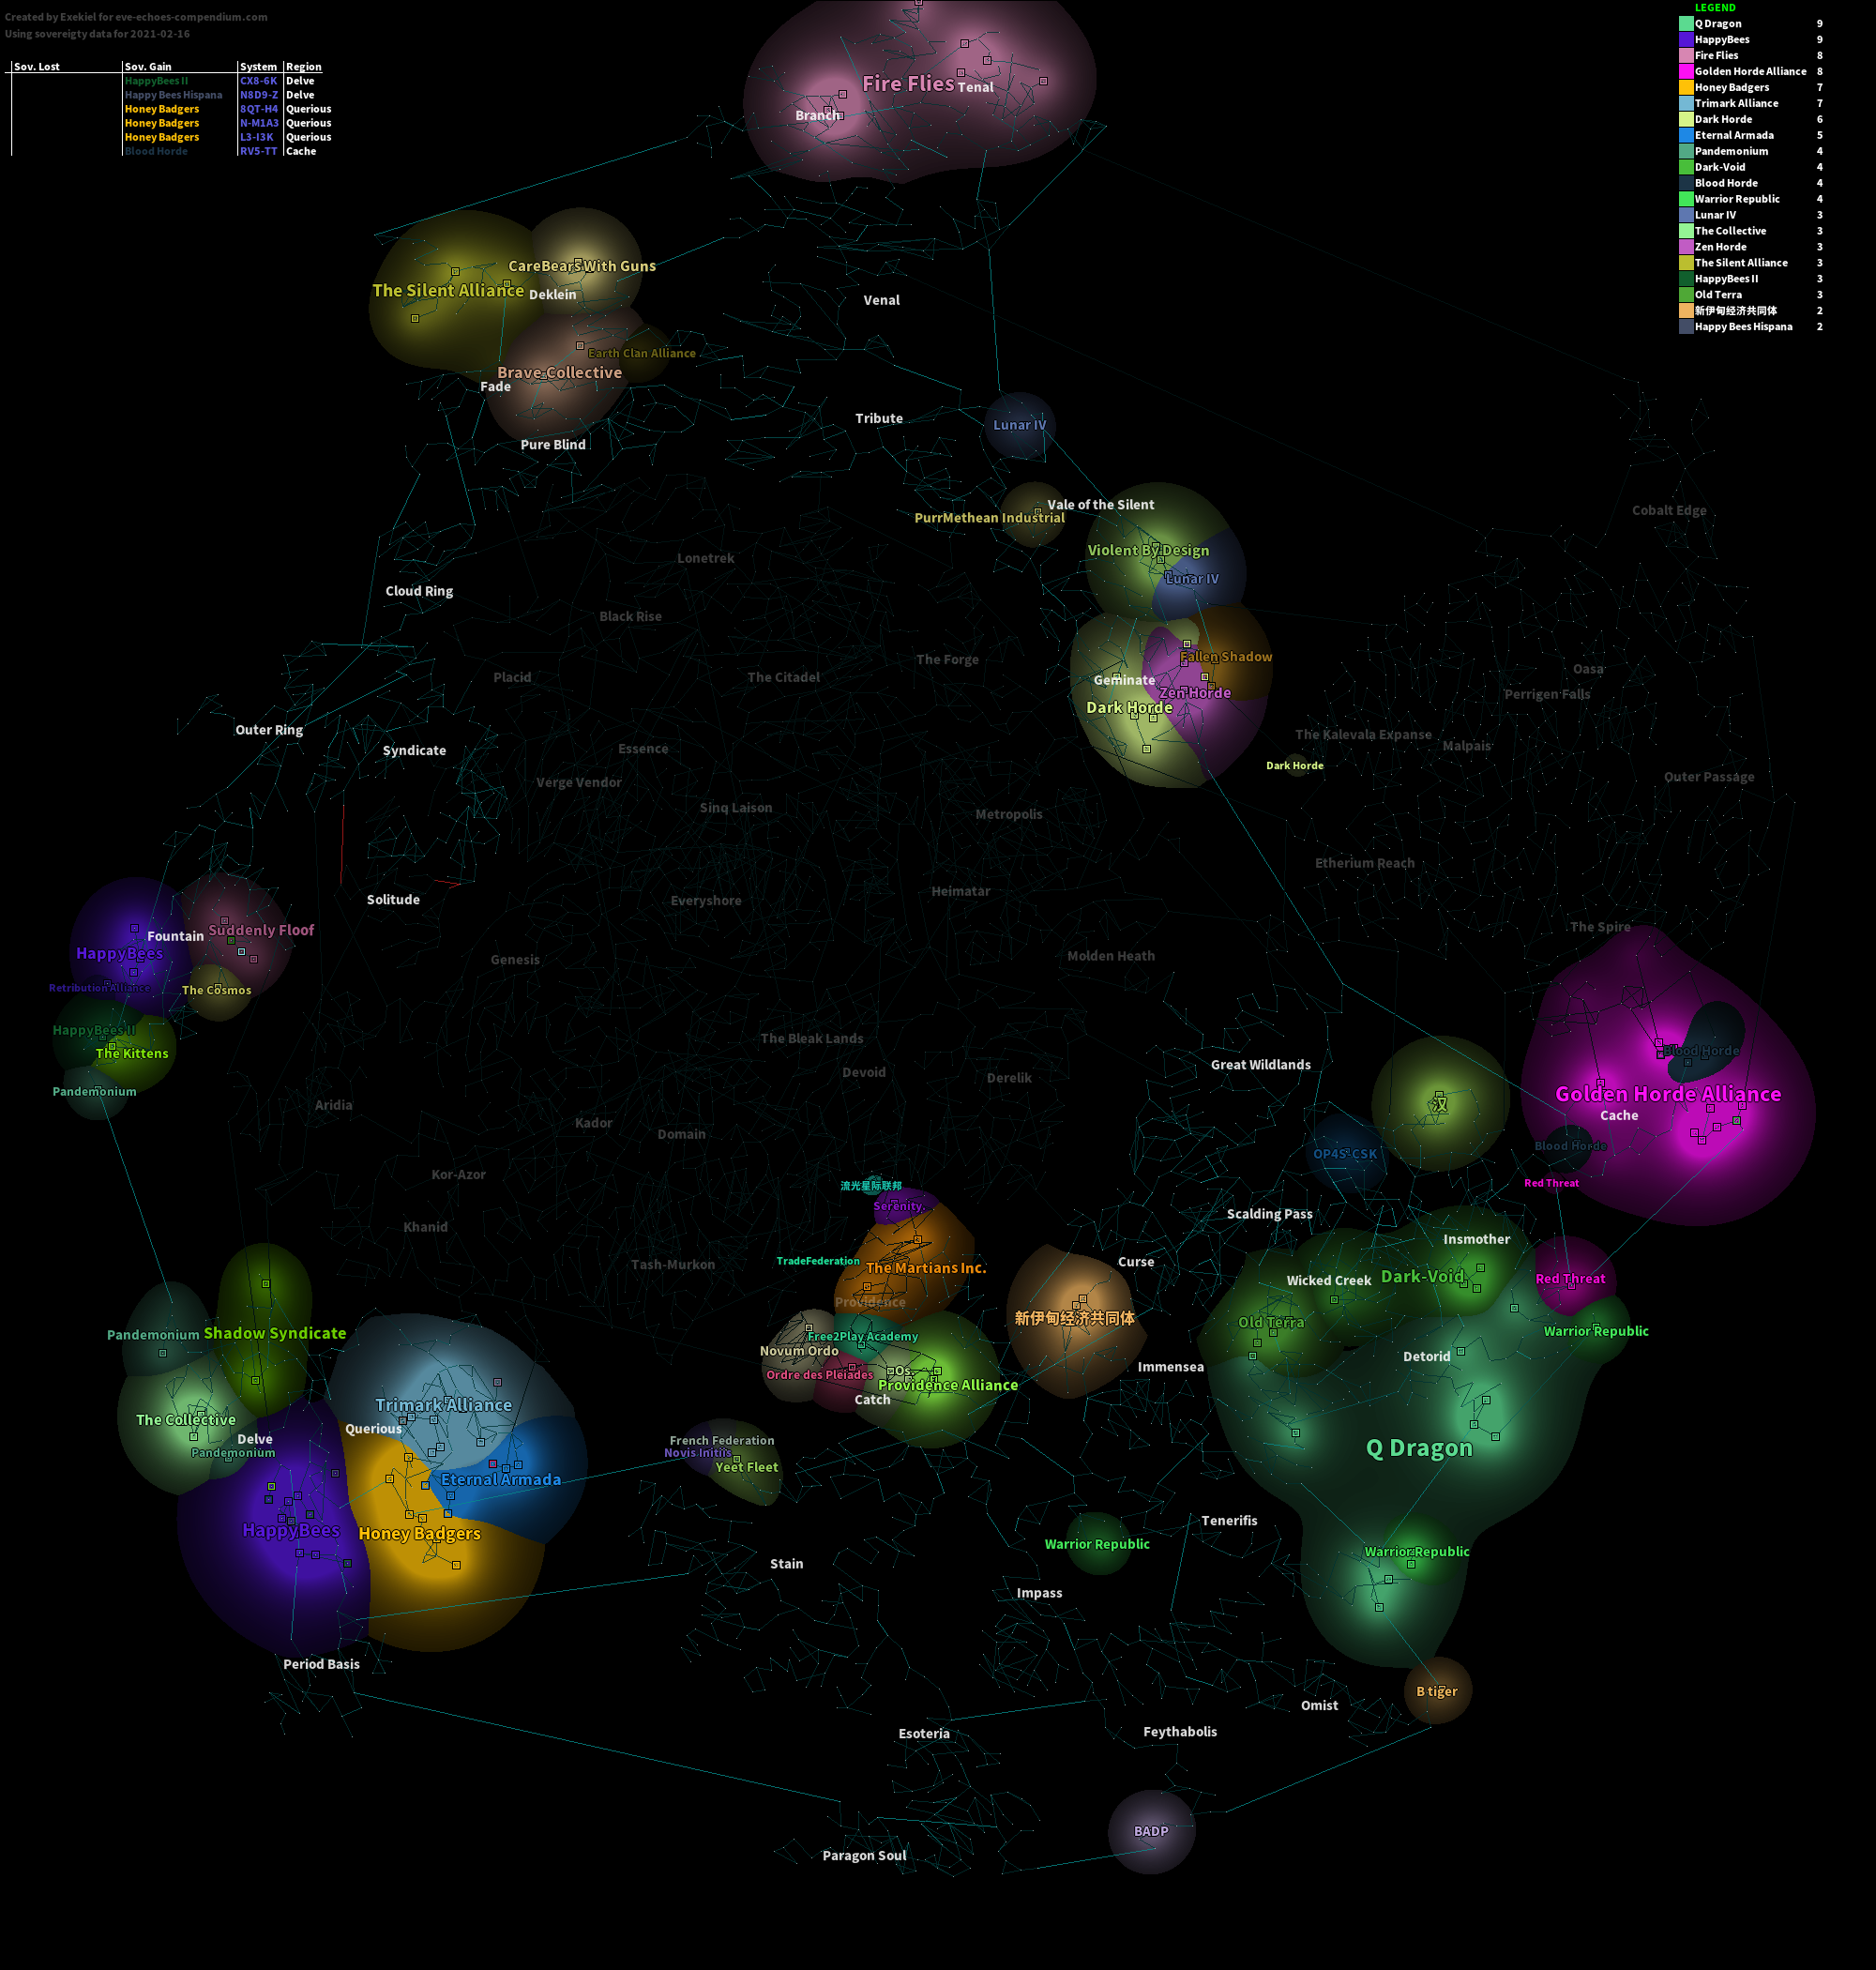 Created by Exekiel for eve-echoes-compendium.com
Using sovereigty data for 2021-02-16
Sov. Lost Sov. Gain System Region
HappyBees II CX8-6K Delve
Happy Bees Hispana N8D9-Z Delve
Honey Badgers 8QT-H4 Querious
Honey Badgers N-M1A3 Querious
Honey Badgers L3-I3K Querious
Blood Horde RV5-TT Cache
LEGEND
Q Dragon 9
HappyBees 9
Fire Flies 8
Golden Horde Alliance 8
Honey Badgers 7
Trimark Alliance 7
Dark Horde 6
Eternal Armada 5
Pandemonium 4
Dark-Void 4
Blood Horde 4
Warrior Republic 4
Lunar IV 3
The Collective 3
Zen Horde 3
The Silent Alliance 3
HappyBees II 3
Old Terra 3
新伊甸经济共同体 2
Happy Bees Hispana 2
Fire Flies
Tenal
Branch
CareBears With Guns
The Silent Alliance
Deklein
Venal
Earth Clan Alliance
Brave Collective
Fade
Tribute
Lunar IV
Pure Blind
Vale of the Silent
Cobalt Edge
PurrMethean Industrial
Violent By Design
Lonetrek
Lunar IV
Cloud Ring
Black Rise
Fallen Shadow
The Forge
Oasa
Placid
The Citadel
Geminate
Zen Horde
Perrigen Falls
Dark Horde
Outer Ring
The Kalevala Expanse
Syndicate
Essence
Malpais
Dark Horde
Outer Passage
Verge Vendor
Sinq Laison
Metropolis
Etherium Reach
Solitude
Everyshore
Heimatar
The Spire
Suddenly Floof
Fountain
HappyBees
Genesis
Molden Heath
Retribution Alliance
The Cosmos
HappyBees II
The Bleak Lands
The Kittens
Blood Horde
Great Wildlands
Devoid
Derelik
Pandemonium
Golden Horde Alliance
汉
Aridia
Cache
Kador
Domain
Blood Horde
OP4S-CSK
Kor-Azor
Red Threat
流光星际联邦
Serenity.
Scalding Pass
Khanid
Insmother
TradeFederation
Tash-Murkon
The Martians Inc.
Curse
Wicked Creek
Dark-Void
Red Threat
Providence
新伊甸经济共同体
Old Terra
Pandemonium
Shadow Syndicate
Free2Play Academy
Warrior Republic
Novum Ordo
Detorid
Immensea
Ordre des Pleiades
Os.
Providence Alliance
Catch
Trimark Alliance
The Collective
Querious
Delve
Pandemonium
French Federation
Novis Initiis
Yeet Fleet
Q Dragon
Eternal Armada
HappyBees
Honey Badgers
Tenerifis
Warrior Republic
Warrior Republic
Stain
Impass
Period Basis
B tiger
Omist
Esoteria
Feythabolis
BADP
Paragon Soul